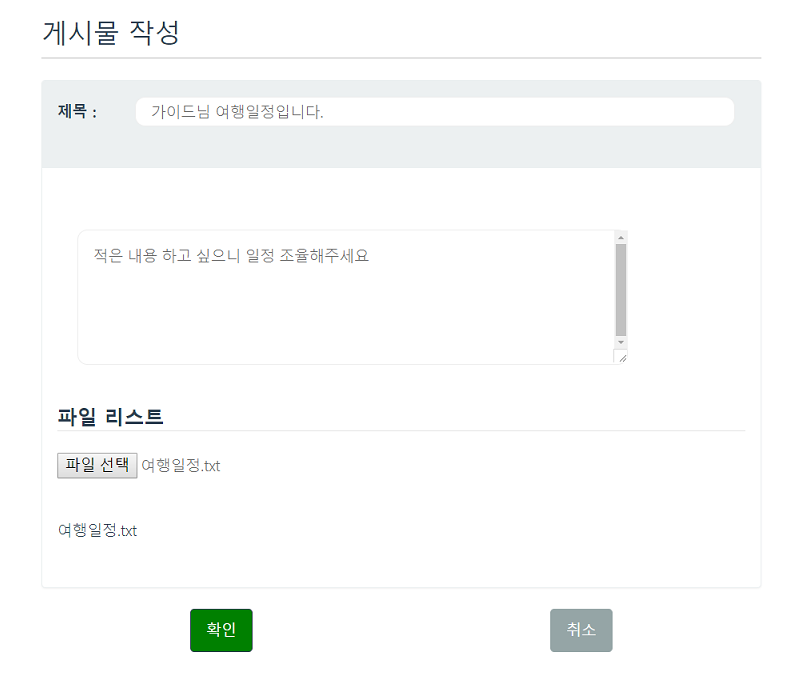 게시물 작성
제목 : 가이드님 여행일정입니다.
적은 내용 하고 싶으니 일정 조율해주세요
파일 리스트
파일 선택 여행일정.txt
여행일정.txt
확인 취소